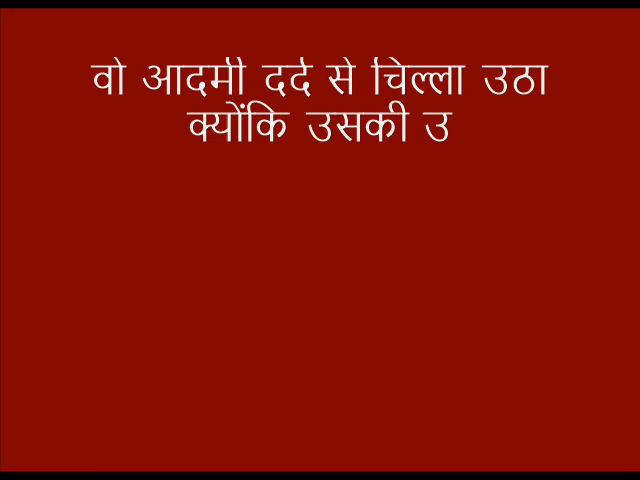 वो आदमी दर्द से चिल्ला उठा
क्योंकि उसकी उ